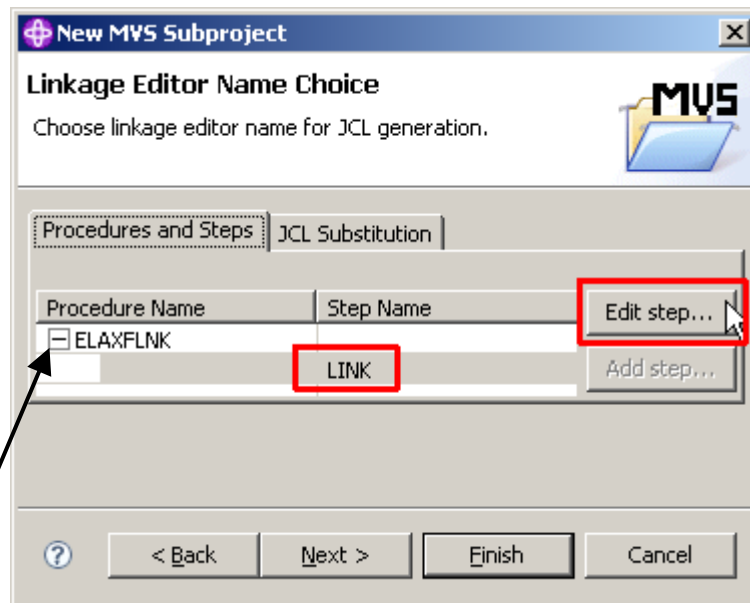 New MVS Subproject
Linkage Editor Name Choice
Choose linkage editor name for JCL generation.
MVS
Procedures and Steps JCL Substitution
Procedure Name Step Name Edit step...
ELAXFLNK
LINK Add step...
? < Back Next > Finish Cancel